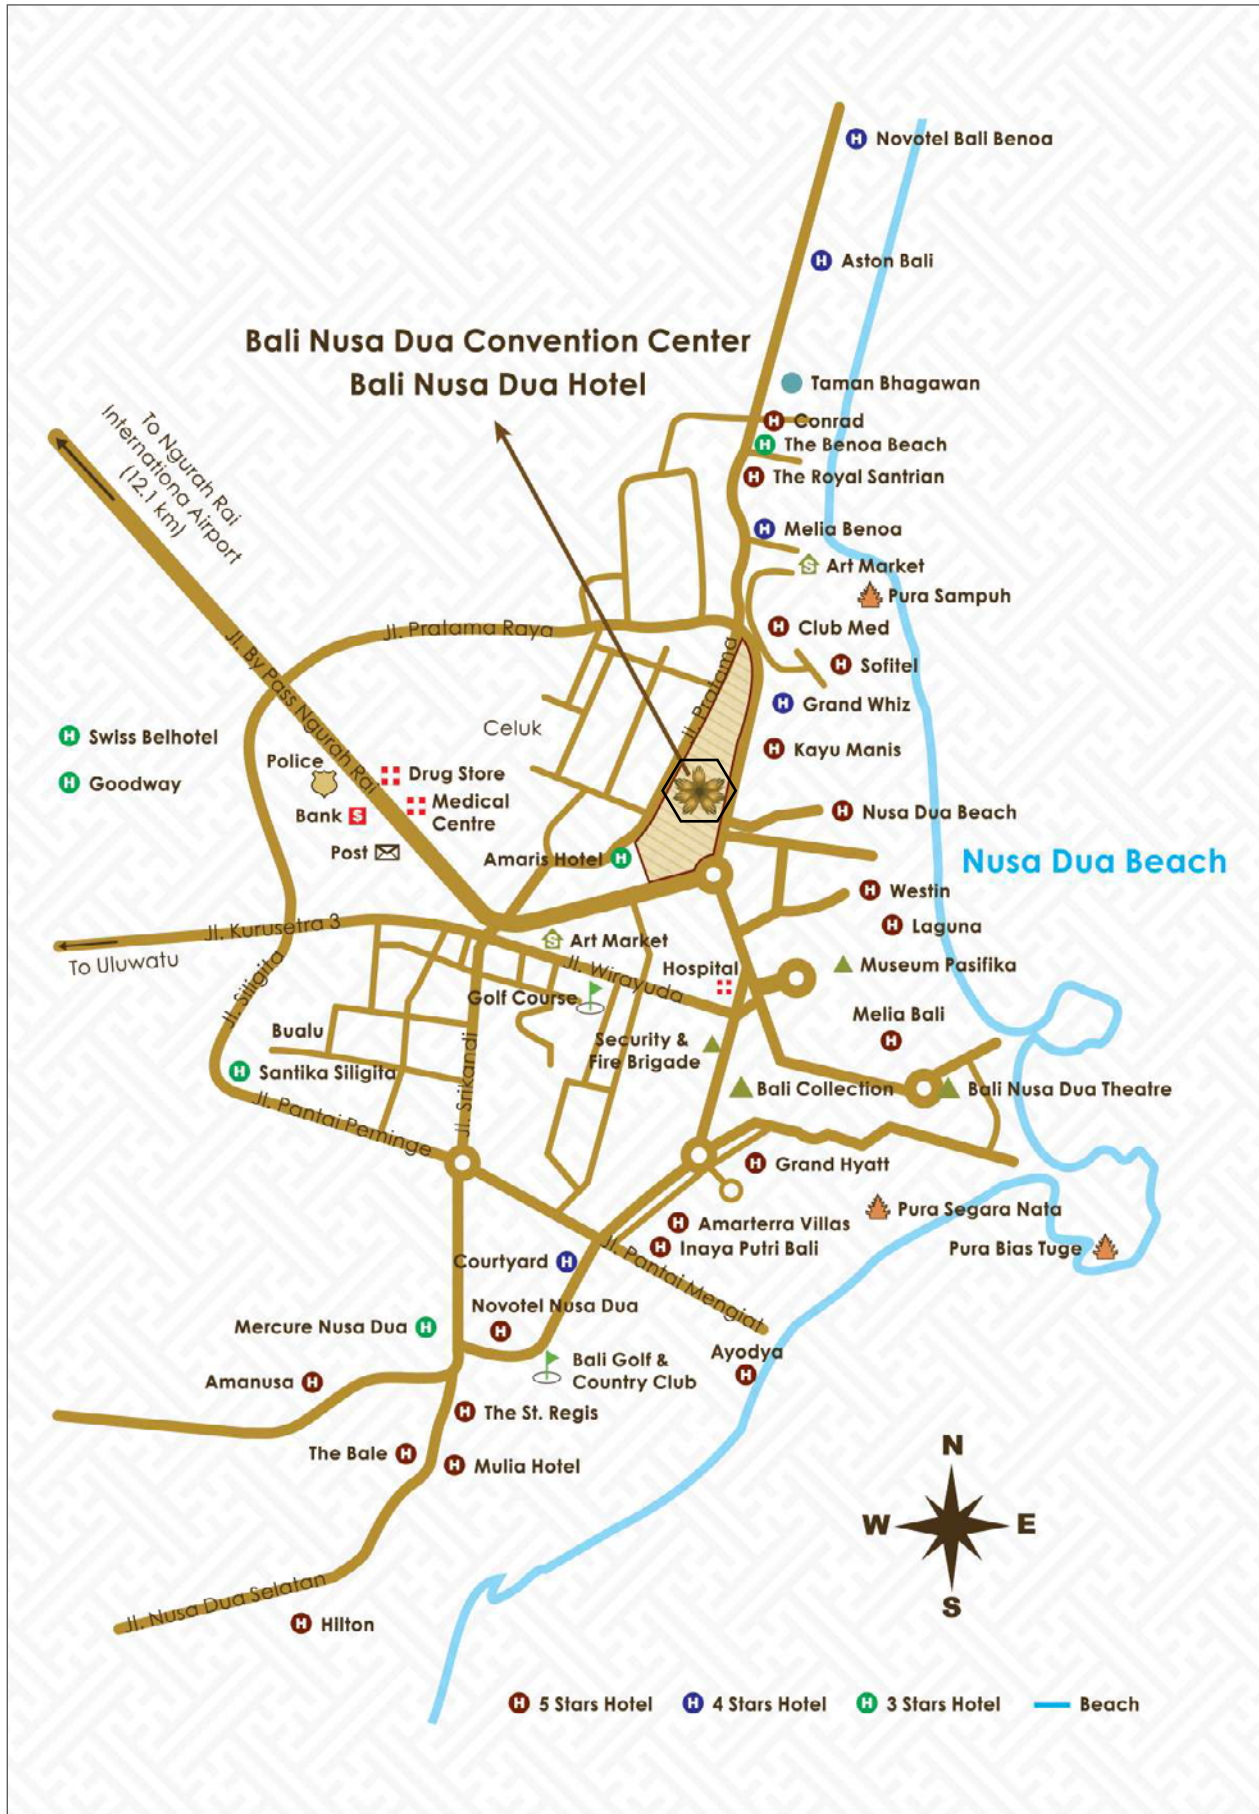 Novotel Bali Benoa
Aston Bali
Bali Nusa Dua Convention Center
Bali Nusa Dua Hotel
Taman Bhagawan
To Ngurah Rai
Internationa Airport
(12.1 km)
Conrad
The Benoa Beach
The Royal Santrian
Melia Benoa
Art Market
Pura Sampuh
Jl. Pratama Raya
Club Med
Jl. By Pass Ngurah Rai
Jl. Pratama
Sofitel
Grand Whiz
Celuk
Swiss Belhotel
Kayu Manis
Police
Drug Store
Goodway
Medical
Centre
Bank
Nusa Dua Beach
Post
Amaris Hotel
Nusa Dua Beach
Westin
Jl. Kurusetra 3
Laguna
Art Market
To Uluwatu
Jl. Wirayuda
Hospital
Museum Pasifika
Jl. Siligita
Golf Course
Melia Bali
Bualu
Security &
Fire Brigade
Jl. Srikandi
Santika Siligita
Bali Collection
Bali Nusa Dua Theatre
Jl. Pantai Peminge
Grand Hyatt
Pura Segara Nata
Amarterra Villas
Inaya Putri Bali
Pura Bias Tuge
Courtyard
Jl. Pantai Mengiat
Novotel Nusa Dua
Mercure Nusa Dua
Ayodya
Bali Golf &
Country Club
Amanusa
The St. Regis
The Bale
Mulia Hotel
N
W
E
S
Jl. Nusa Dua Selatan
Hilton
H 5 Stars Hotel H 4 Stars Hotel H 3 Stars Hotel Beach